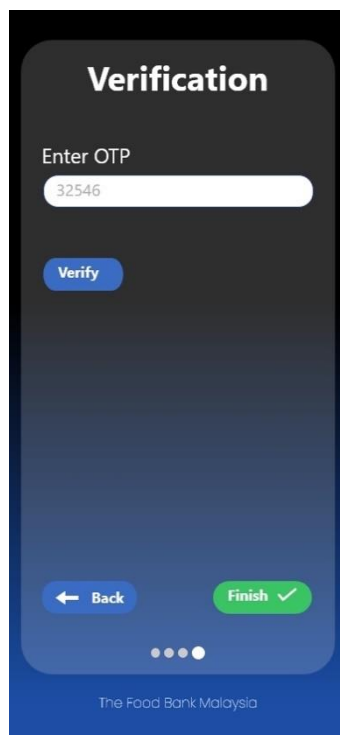 Verification
Enter OTP
32546
Verify
Back
Finish
The Food Bank Malaysia